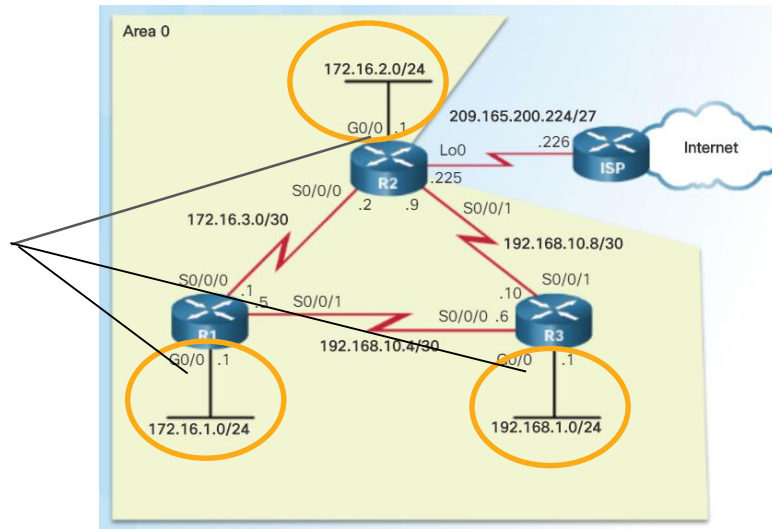 Area 0
172.16.2.0/24
G0/0 .1
209.165.200.224/27
Lo0
.226
ISP
Internet
R2
.225
S0/0/0
.2
.9
S0/0/1
172.16.3.0/30
192.168.10.8/30
S0/0/0
.1
S0/0/1
.10
.5
S0/0/1
S0/0/0
.6
R1
192.168.10.4/30
R3
G0/0 .1
G0/0 .1
172.16.1.0/24
192.168.1.0/24